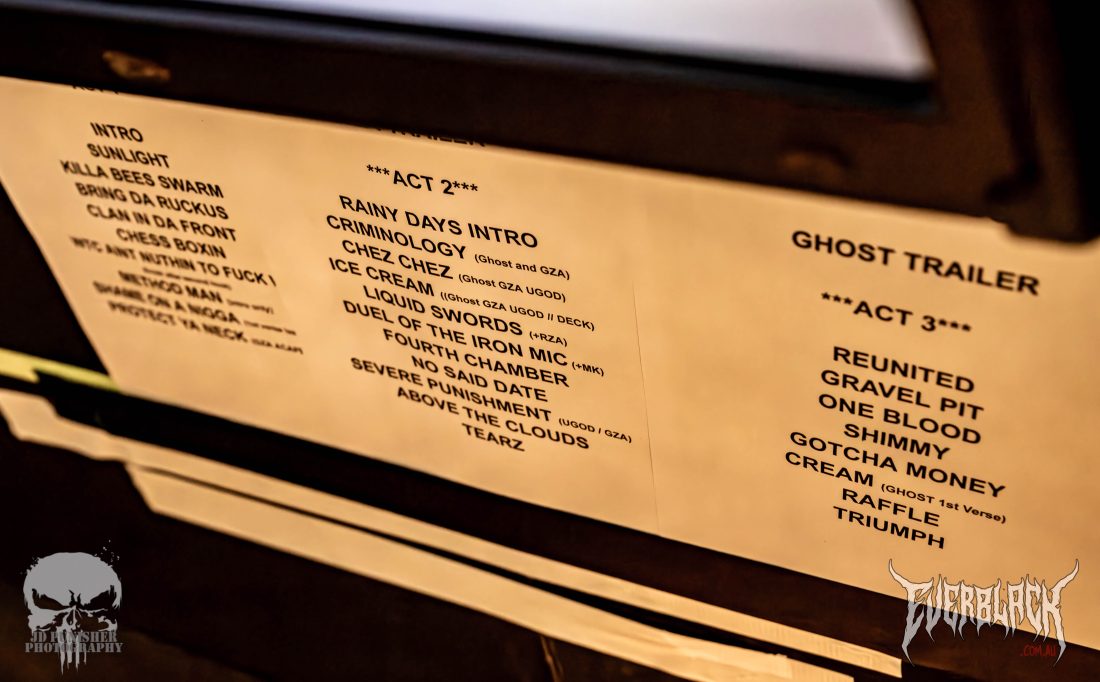 INTRO
SUNLIGHT
KILLA BEES SWARM
BRING DA RUCKUS
CLAN IN DA FRONT
CHESS BOXIN
WTC AINT NUTHIN TO FUCK
METHOD MAN
SHAME ON A NIGGA
PROTECT YA NECK (GZA ACAP)
TRAILER
***ACT 2***
RAINY DAYS INTRO
CRIMINOLOGY (Ghost and GZA)
CHEZ CHEZ (Ghost GZA UGOD)
ICE CREAM ((Ghost GZA UGOD // DECK)
LIQUID SWORDS (+RZA)
DUEL OF THE IRON MIC (+MK)
FOURTH CHAMBER
NO SAID DATE
SEVERE PUNISHMENT (UGOD / GZA)
ABOVE THE CLOUDS
TEARZ
GHOST TRAILER
***ACT 3***
REUNITED
GRAVEL PIT
ONE BLOOD
SHIMMY
GOTCHA MONEY
CREAM (GHOST 1st Verse)
RAFFLE
TRIUMPH
JD PUNISHER
PHOTOGRAPHY
EVERBLACK
.COM.AU